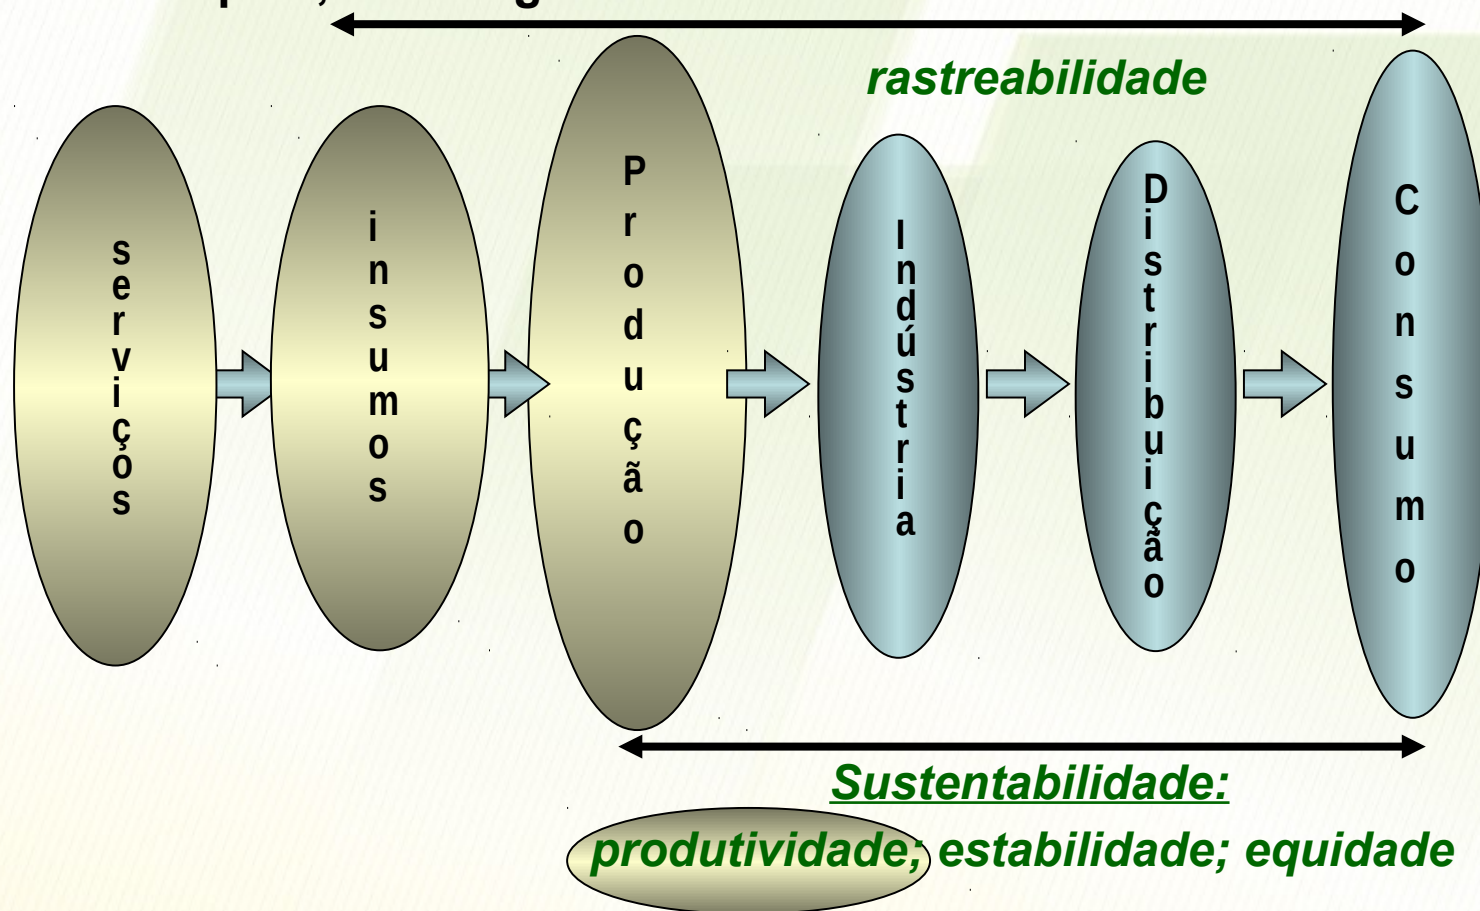 rastreabilidade
serviços
insumos
Produção
Indústria
Distribuição
Consumo
Sustentabilidade:
produtividade; estabilidade; equidade